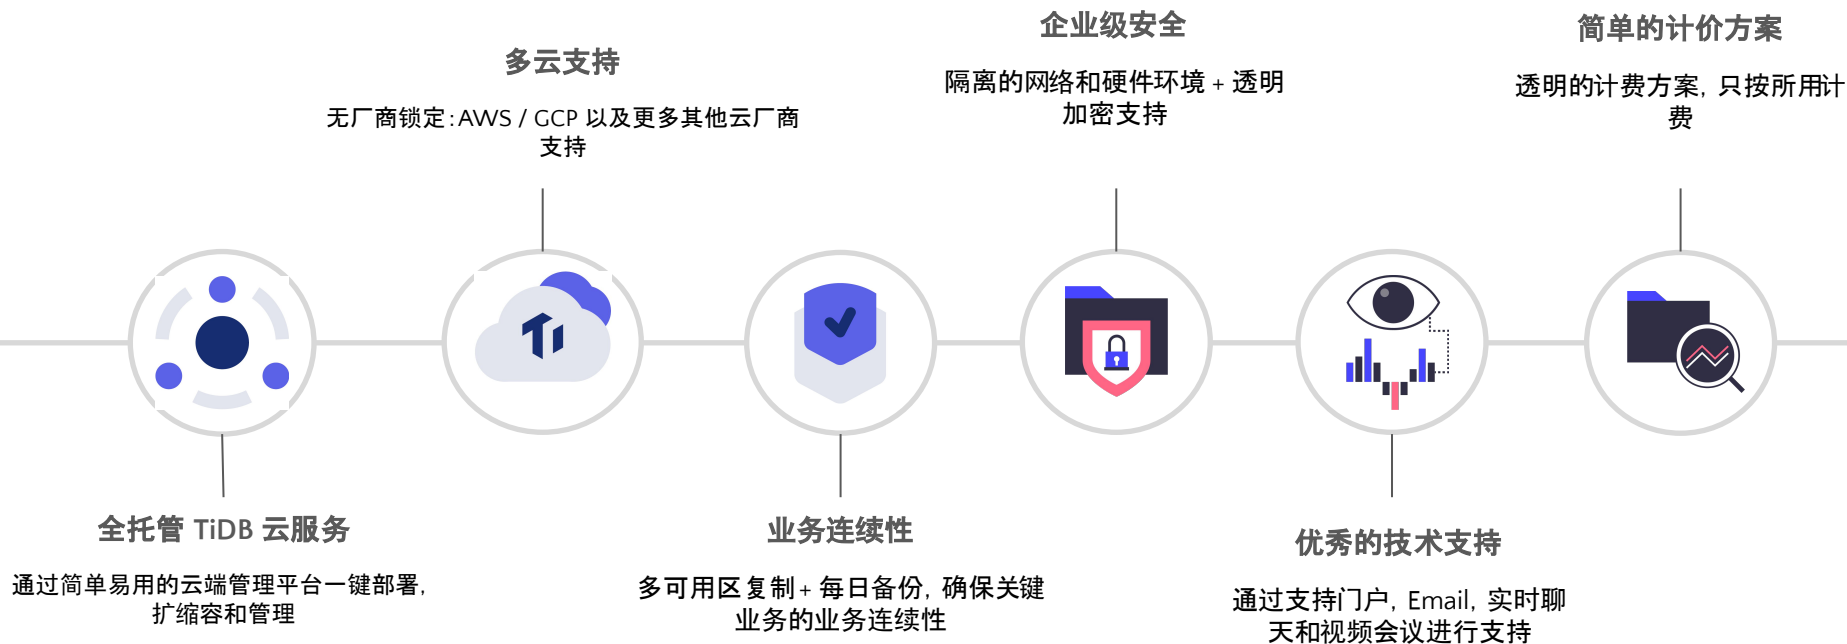 全托管 TiDB 云服务
通过简单易用的云端管理平台一键部署,
扩缩容和管理
多云支持
无厂商锁定:AWS / GCP 以及更多其他云厂商
支持
业务连续性
多可用区复制+ 每日备份, 确保关键
业务的业务连续性
企业级安全
隔离的网络和硬件环境 + 透明
加密支持
优秀的技术支持
通过支持门户, Email, 实时聊
天和视频会议进行支持
简单的计价方案
透明的计费方案, 只按所用计
费